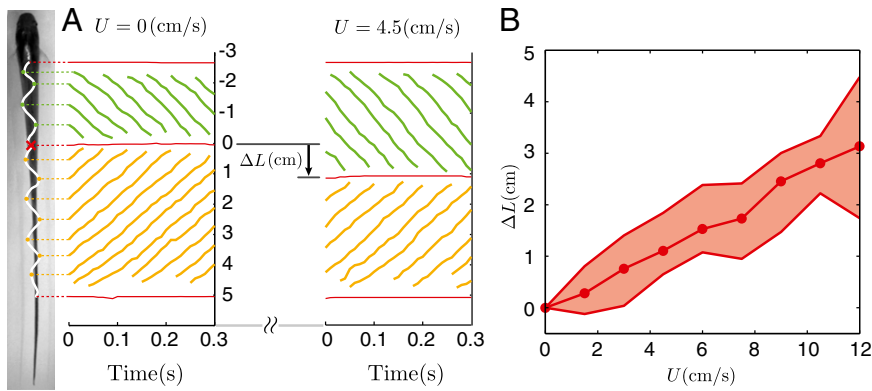 A U = 0 (cm/s) U = 4.5 (cm/s)
-3
-2
-1
0
1
2
3
4
5
ΔL(cm)
0 0.1 0.2 0.3 0 0.1 0.2 0.3
Time(s) Time(s)
B
5
4
3
2
1
0
ΔL(cm)
0 2 4 6 8 10 12
U(cm/s)